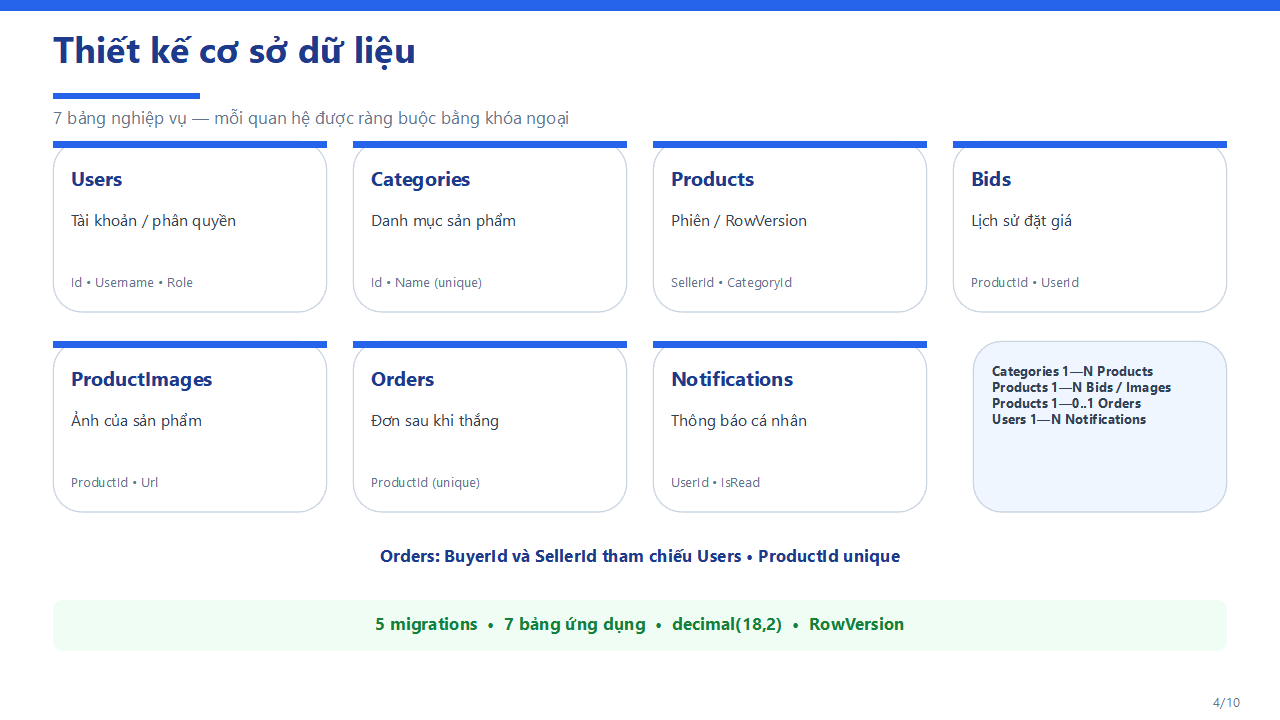 Thiết kế cơ sở dữ liệu
7 bảng nghiệp vụ — mỗi quan hệ được ràng buộc bằng khóa ngoại
Users
Tài khoản / phân quyền
Id • Username • Role
Categories
Danh mục sản phẩm
Id • Name (unique)
Products
Phiên / RowVersion
SellerId • CategoryId
Bids
Lịch sử đặt giá
ProductId • UserId
ProductImages
Ảnh của sản phẩm
ProductId • Url
Orders
Đơn sau khi thắng
ProductId (unique)
Notifications
Thông báo cá nhân
UserId • IsRead
Categories 1—N Products
Products 1—N Bids / Images
Products 1—0..1 Orders
Users 1—N Notifications
Orders: BuyerId và SellerId tham chiếu Users • ProductId unique
5 migrations • 7 bảng ứng dụng • decimal(18,2) • RowVersion
4/10